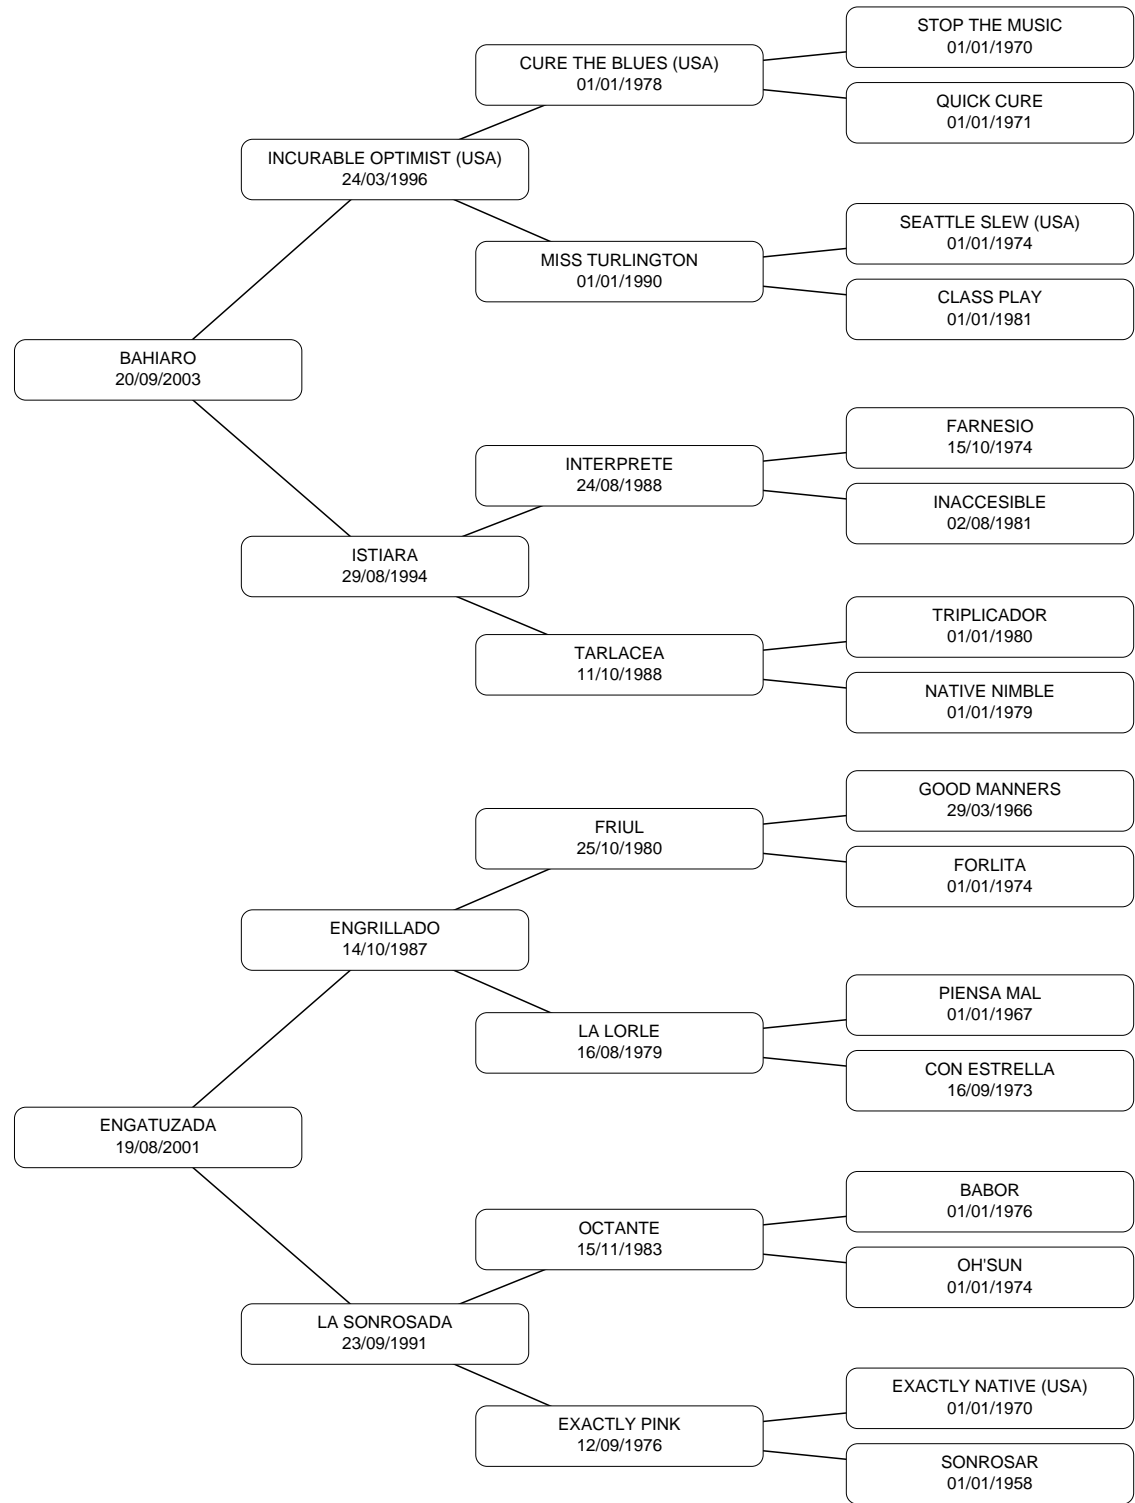 STOP THE MUSIC
01/01/1970
CURE THE BLUES (USA)
01/01/1978
QUICK CURE
01/01/1971
INCURABLE OPTIMIST (USA)
24/03/1996
SEATTLE SLEW (USA)
01/01/1974
MISS TURLINGTON
01/01/1990
CLASS PLAY
01/01/1981
BAHIARO
20/09/2003
FARNESIO
15/10/1974
INTERPRETE
24/08/1988
INACCESIBLE
02/08/1981
ISTIARA
29/08/1994
TRIPLICADOR
01/01/1980
TARLACEA
11/10/1988
NATIVE NIMBLE
01/01/1979
GOOD MANNERS
29/03/1966
FRIUL
25/10/1980
FORLITA
01/01/1974
ENGRILLADO
14/10/1987
PIENSA MAL
01/01/1967
LA LORLE
16/08/1979
CON ESTRELLA
16/09/1973
ENGATUZADA
19/08/2001
BABOR
01/01/1976
OCTANTE
15/11/1983
OH'SUN
01/01/1974
LA SONROSADA
23/09/1991
EXACTLY NATIVE (USA)
01/01/1970
EXACTLY PINK
12/09/1976
SONROSAR
01/01/1958